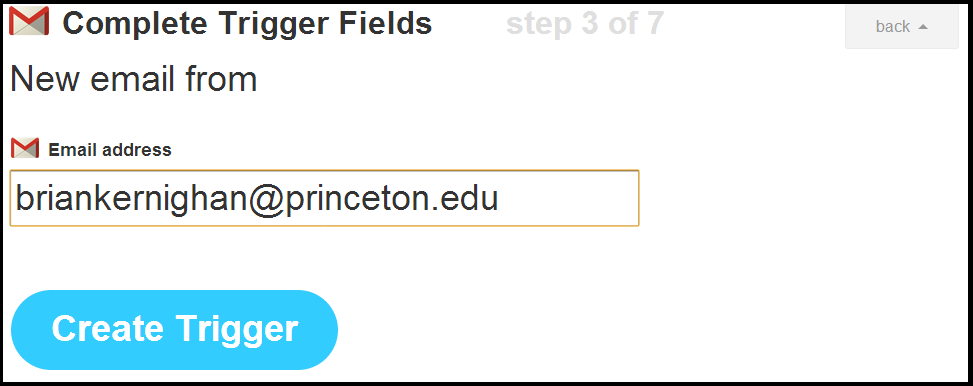 Complete Trigger Fields step 3 of 7 back
New email from
Email address
briankernighan@princeton.edu
Create Trigger